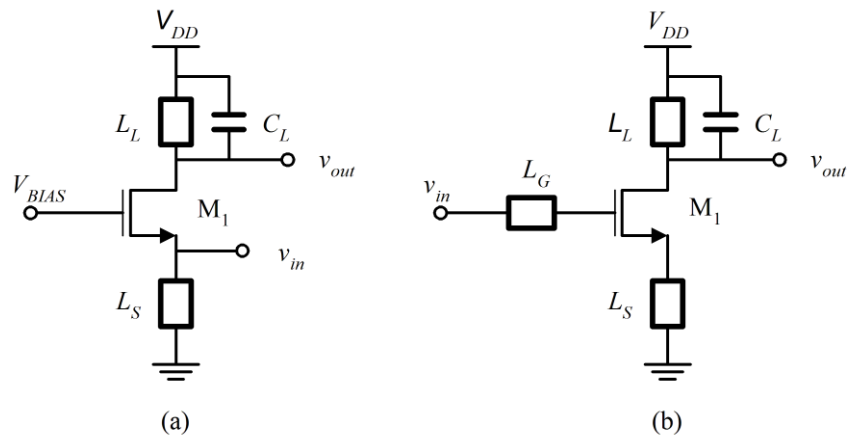 V_DD
L_L
C_L
v_out
V_BIAS
M_1
v_in
L_S
(a)
V_DD
L_L
C_L
v_out
L_G
v_in
M_1
L_S
(b)